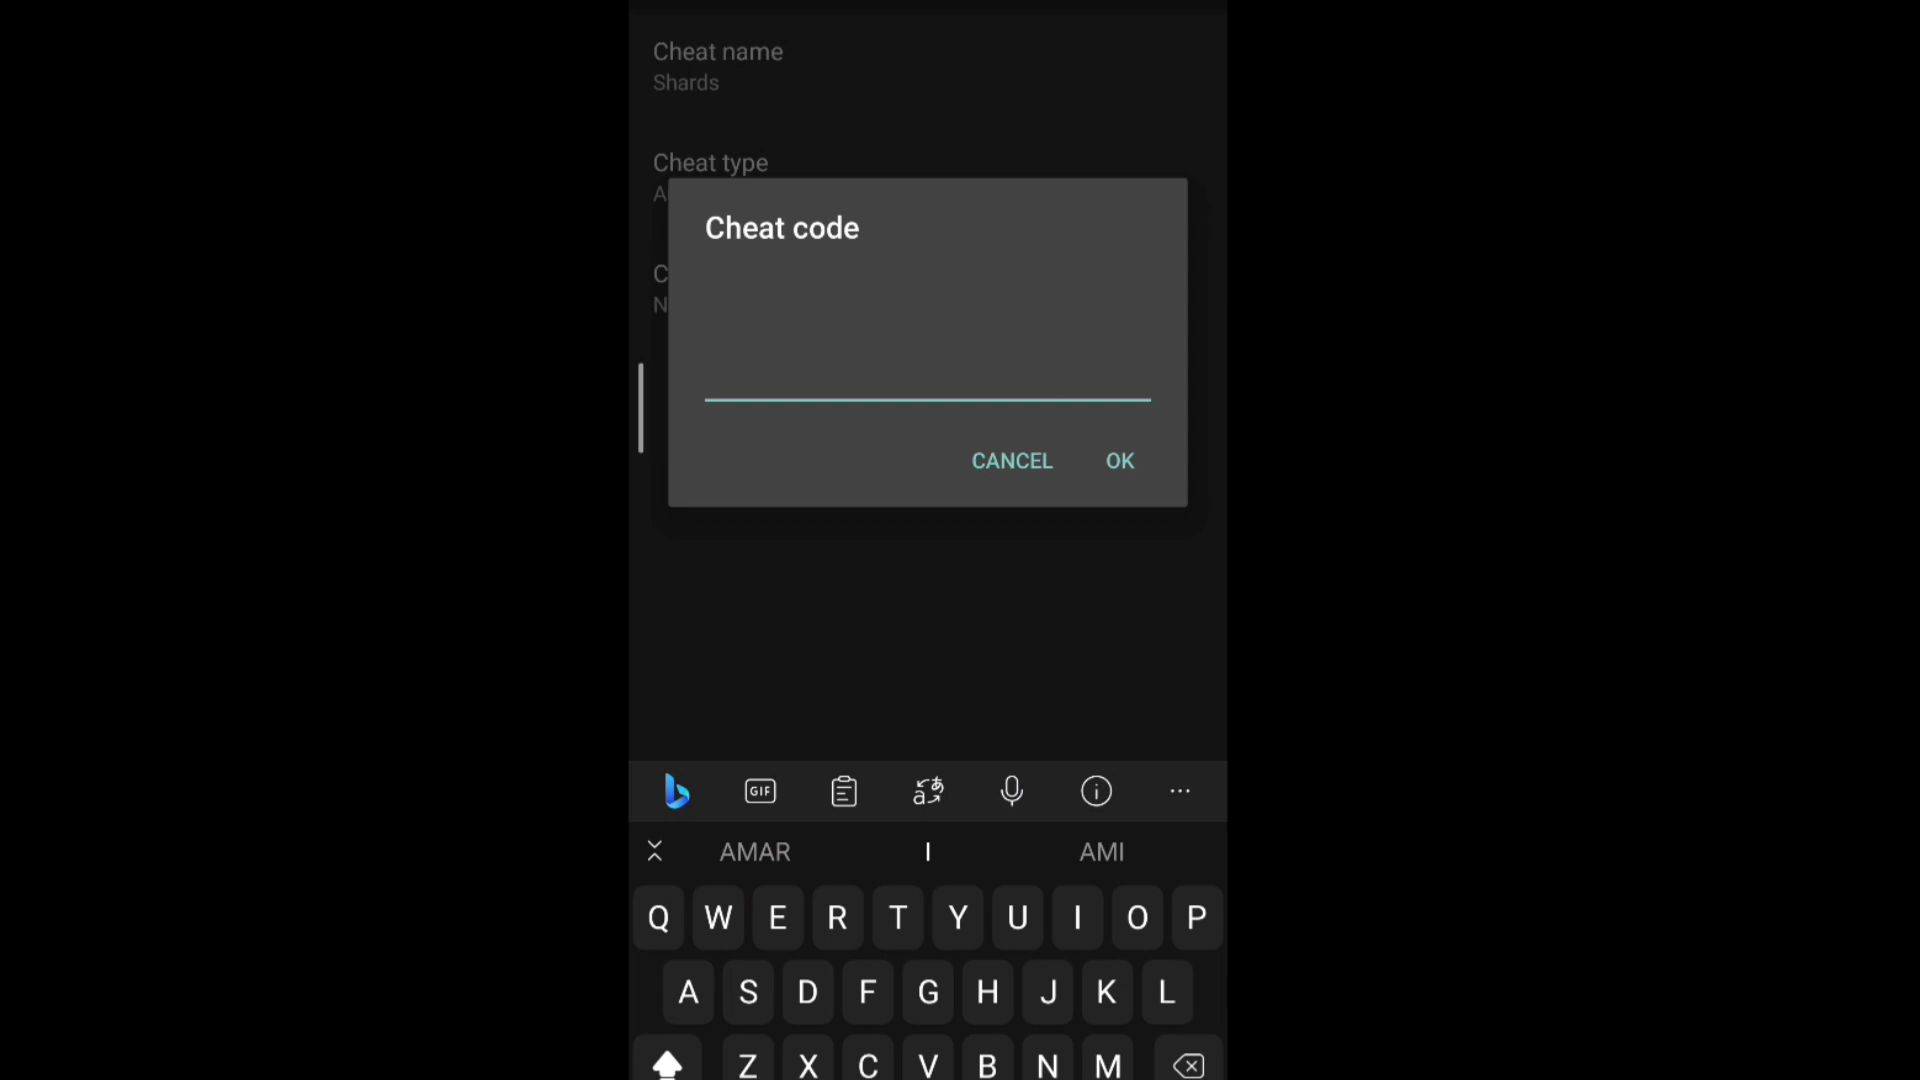 Cheat name
Shards
Cheat type
A
Cheat code
C
N
CANCEL OK
GIF
AMAR I AMI
Q W E R T Y U I O P
A S D F G H J K L
Z X C V B N M